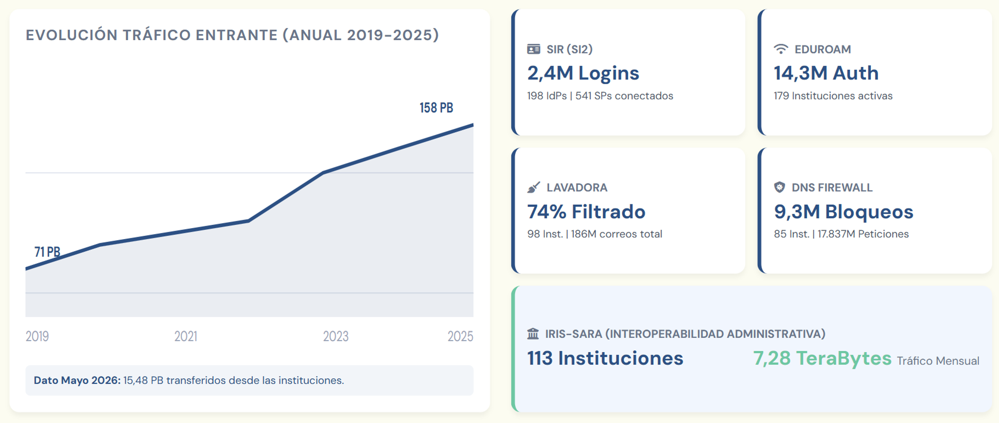 EVOLUCIÓN TRÁFICO ENTRANTE (ANUAL 2019-2025)
158 PB
71 PB
2019 2021 2023 2025
Dato Mayo 2026: 15,48 PB transferidos desde las instituciones.
SIR (SI2)
2,4M Logins
198 IdPs | 541 SPs conectados
EDUROAM
14,3M Auth
179 Instituciones activas
LAVADORA
74% Filtrado
98 Inst. | 186M correos total
DNS FIREWALL
9,3M Bloqueos
85 Inst. | 17.837M Peticiones
IRIS-SARA (INTEROPERABILIDAD ADMINISTRATIVA)
113 Instituciones 7,28 TeraBytes Tráfico Mensual